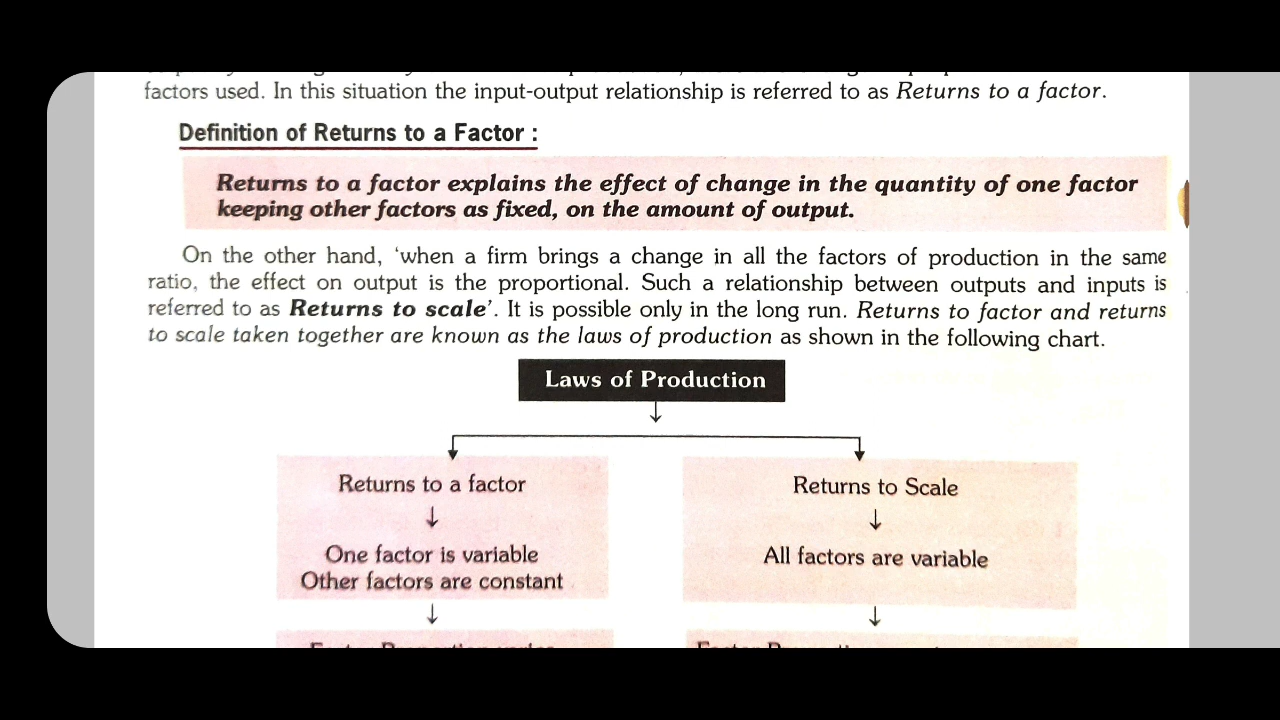 factors used. In this situation the input-output relationship is referred to as Returns to a factor.
Definition of Returns to a Factor :
Returns to a factor explains the effect of change in the quantity of one factor
keeping other factors as fixed, on the amount of output.
On the other hand, ‘when a firm brings a change in all the factors of production in the same
ratio, the effect on output is the proportional. Such a relationship between outputs and inputs is
referred to as Returns to scale’. It is possible only in the long run. Returns to factor and returns
to scale taken together are known as the laws of production as shown in the following chart.
Laws of Production
Returns to a factor
One factor is variable
Other factors are constant
Returns to Scale
All factors are variable